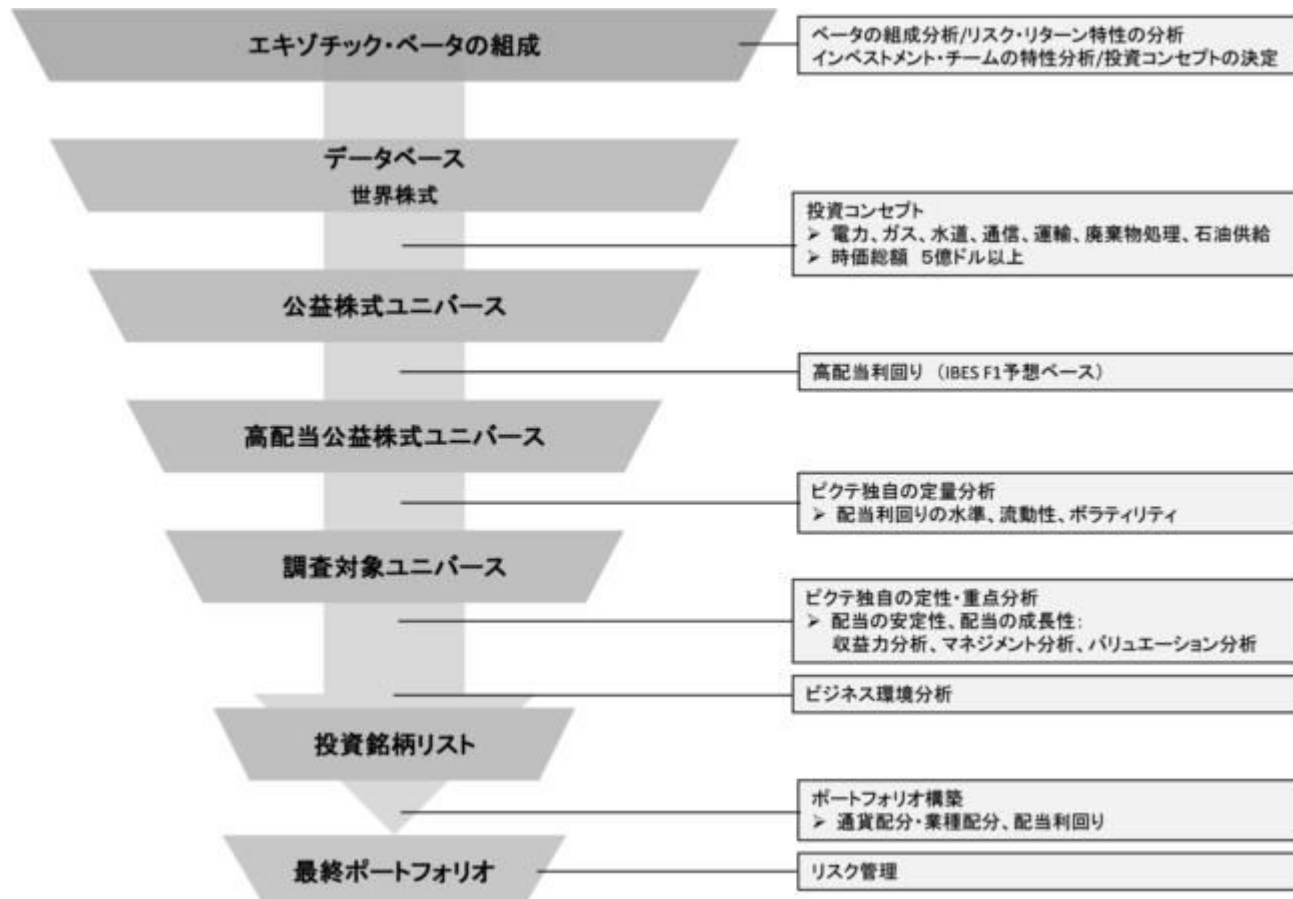 エキゾチック・ベータの組成
ベータの組成分析/リスク・リターン特性の分析
インベストメント・チームの特性分析/投資コンセプトの決定
データベース
世界株式
投資コンセプト
➢ 電力、ガス、水道、通信、運輸、廃棄物処理、石油供給
➢ 時価総額 5億ドル以上
公益株式ユニバース
高配当利回り (IBES F1予想ベース)
高配当公益株式ユニバース
ピクテ独自の定量分析
➢ 配当利回りの水準、流動性、ボラティリティ
調査対象ユニバース
ピクテ独自の定性・重点分析
➢ 配当の安定性、配当の成長性:
収益力分析、マネジメント分析、バリュエーション分析
ビジネス環境分析
投資銘柄リスト
ポートフォリオ構築
➢ 通貨配分・業種配分、配当利回り
最終ポートフォリオ
リスク管理